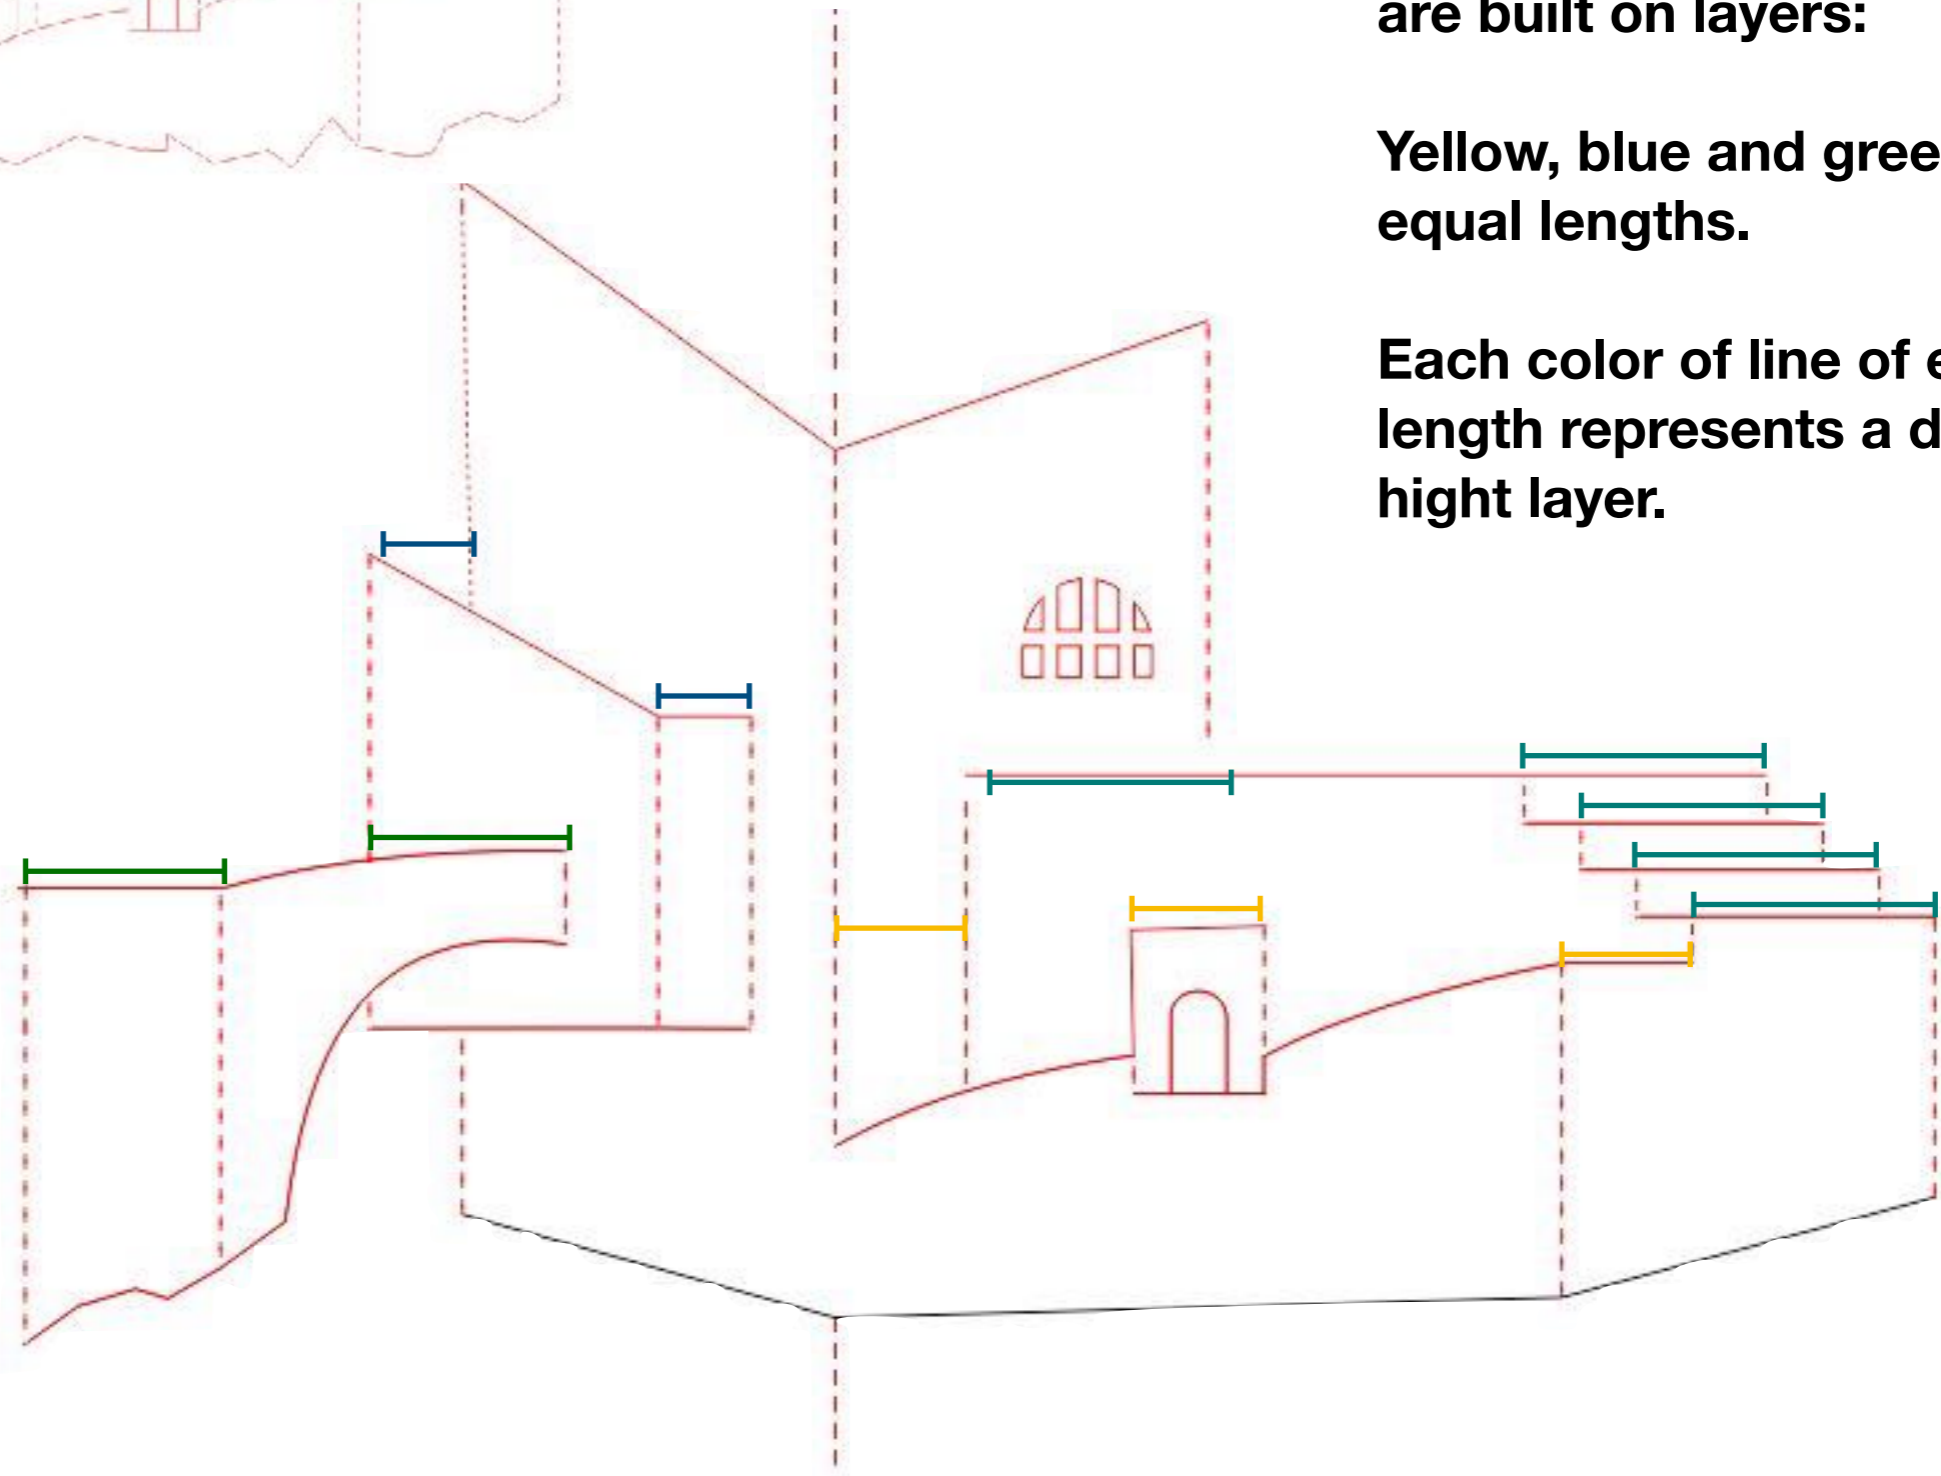 are built on layers:
Yellow, blue and gree
equal lengths.
Each color of line of e
length represents a d
hight layer.